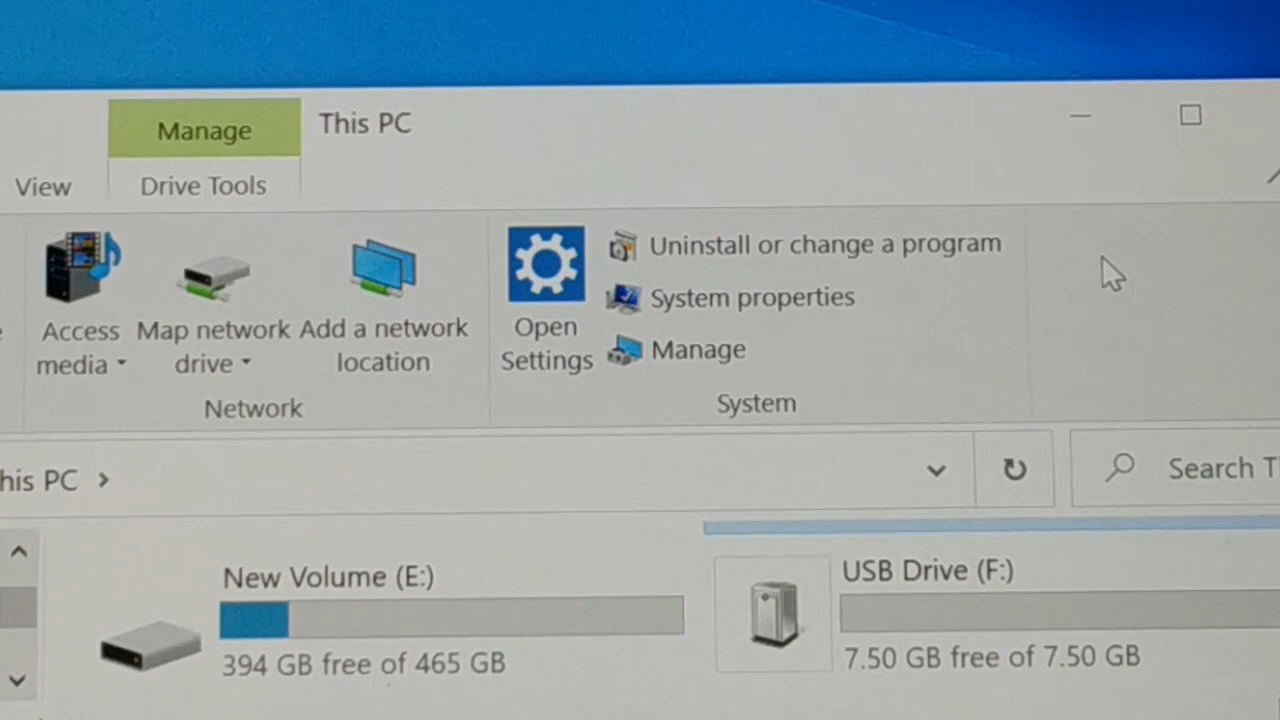 Manage
This PC
View
Drive Tools
Access media
Map network drive
Add a network location
Open Settings
Uninstall or change a program
System properties
Manage
Network
System
his PC
Search T
New Volume (E:)
394 GB free of 465 GB
USB Drive (F:)
7.50 GB free of 7.50 GB